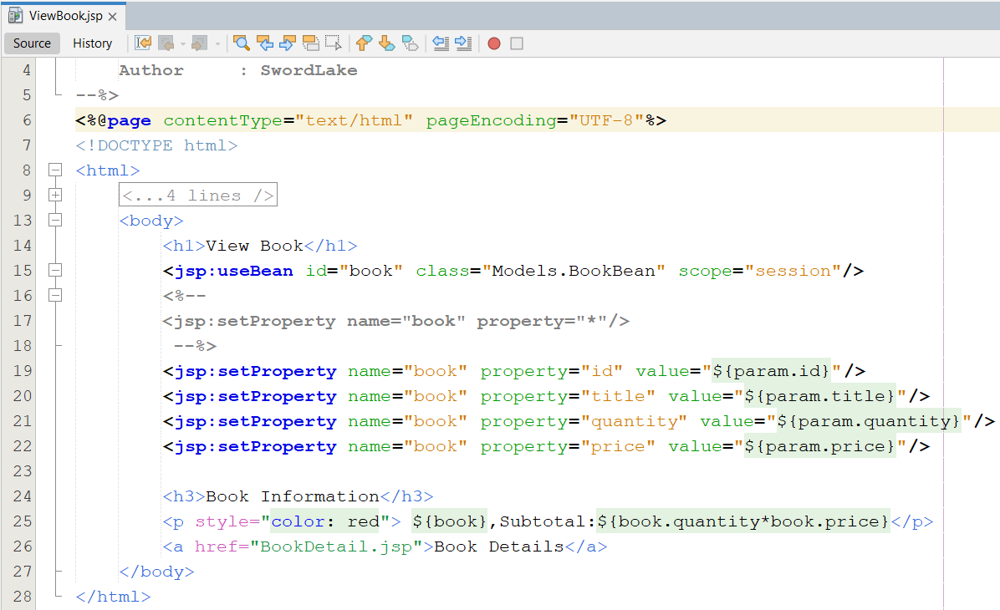 ViewBook.jsp
Source History
4 Author : SwordLake
5 --%>
6 <%@page contentType="text/html" pageEncoding="UTF-8"%>
7 <!DOCTYPE html>
8 <html>
9 <...4 lines />
13 <body>
14 <h1>View Book</h1>
15 <jsp:useBean id="book" class="Models.BookBean" scope="session"/>
16 <%--
17 <jsp:setProperty name="book" property="*"/>
18 --%>
19 <jsp:setProperty name="book" property="id" value="${param.id}"/>
20 <jsp:setProperty name="book" property="title" value="${param.title}"/>
21 <jsp:setProperty name="book" property="quantity" value="${param.quantity}"/>
22 <jsp:setProperty name="book" property="price" value="${param.price}"/>
23
24 <h3>Book Information</h3>
25 <p style="color: red"> ${book},Subtotal:${book.quantity*book.price}</p>
26 <a href="BookDetail.jsp">Book Details</a>
27 </body>
28 </html>